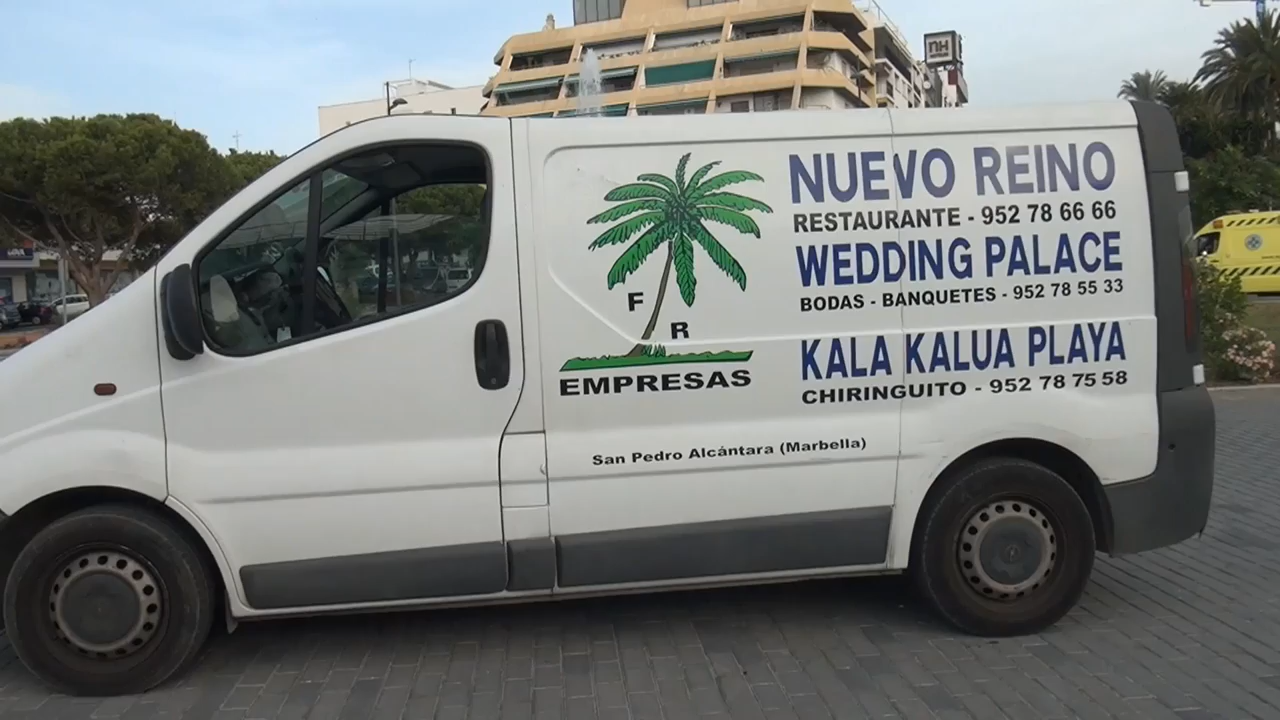 nH
NUEVO REINO
RESTAURANTE - 952 78 66 66
WEDDING PALACE
BODAS - BANQUETES - 952 78 55 33
KALA KALUA PLAYA
CHIRINGUITO - 952 78 75 58
F
R
EMPRESAS
San Pedro Alcántara (Marbella)